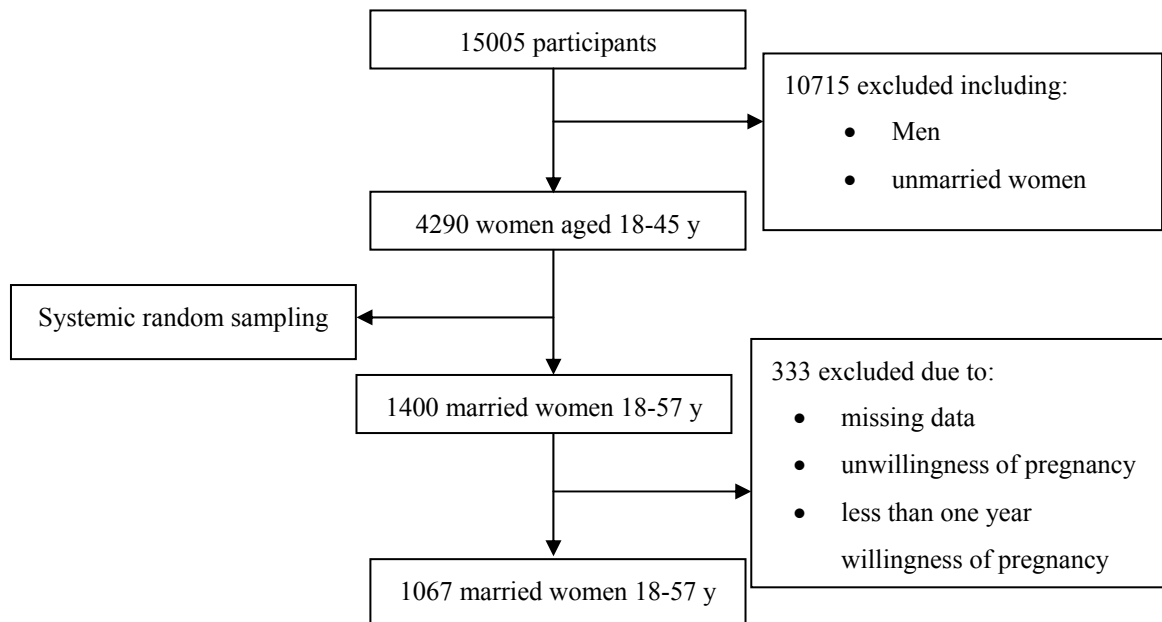 15005 participants
10715 excluded including:
• Men
• unmarried women
4290 women aged 18-45 y
Systemic random sampling
1400 married women 18-57 y
333 excluded due to:
• missing data
• unwillingness of pregnancy
• less than one year
willingness of pregnancy
1067 married women 18-57 y